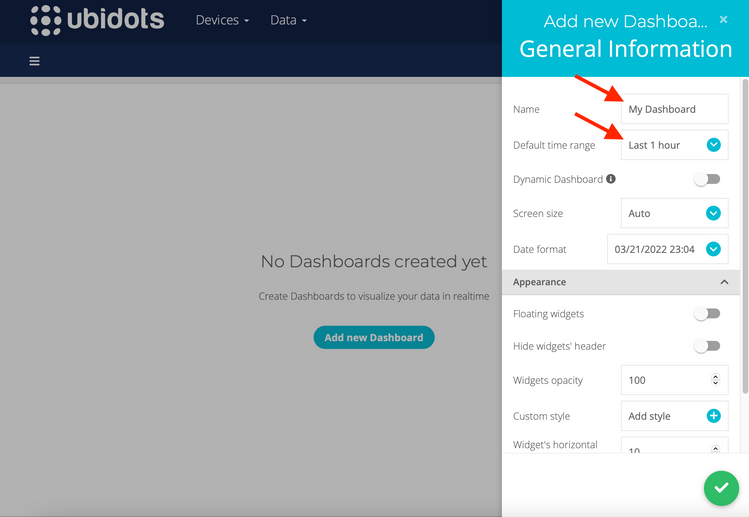 ubidots
Devices
Data
Add new Dashboa...
General Information
No Dashboards created yet
Create Dashboards to visualize your data in realtime
Add new Dashboard
Name
My Dashboard
Default time range
Last 1 hour
Dynamic Dashboard
Screen size
Auto
Date format
03/21/2022 23:04
Appearance
Floating widgets
Hide widgets' header
Widgets opacity
100
Custom style
Add style
Widget's horizontal
10